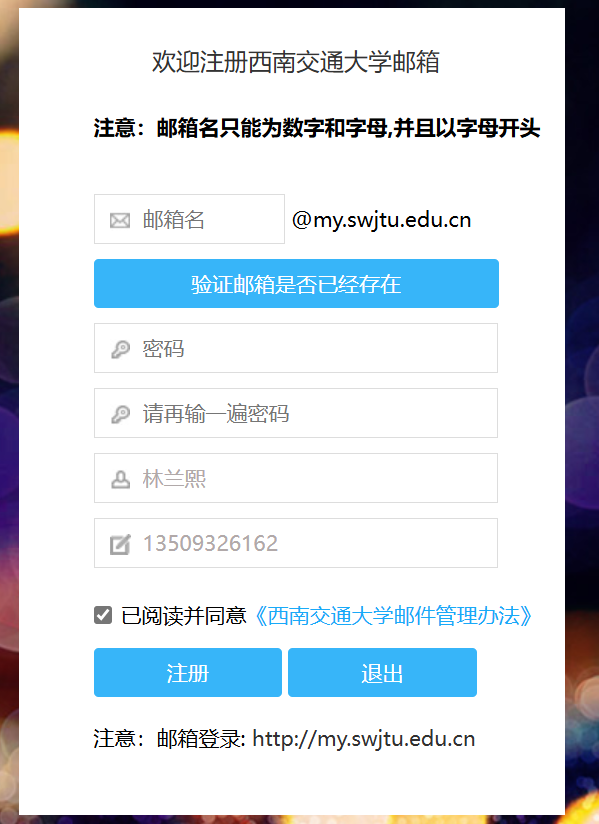 欢迎注册西南交通大学邮箱
注意：邮箱名只能为数字和字母,并且以字母开头
邮箱名 @my.swjtu.edu.cn
验证邮箱是否已经存在
密码
请再输一遍密码
林兰熙
13509326162
已阅读并同意《西南交通大学邮件管理办法》
注册 退出
注意：邮箱登录: http://my.swjtu.edu.cn